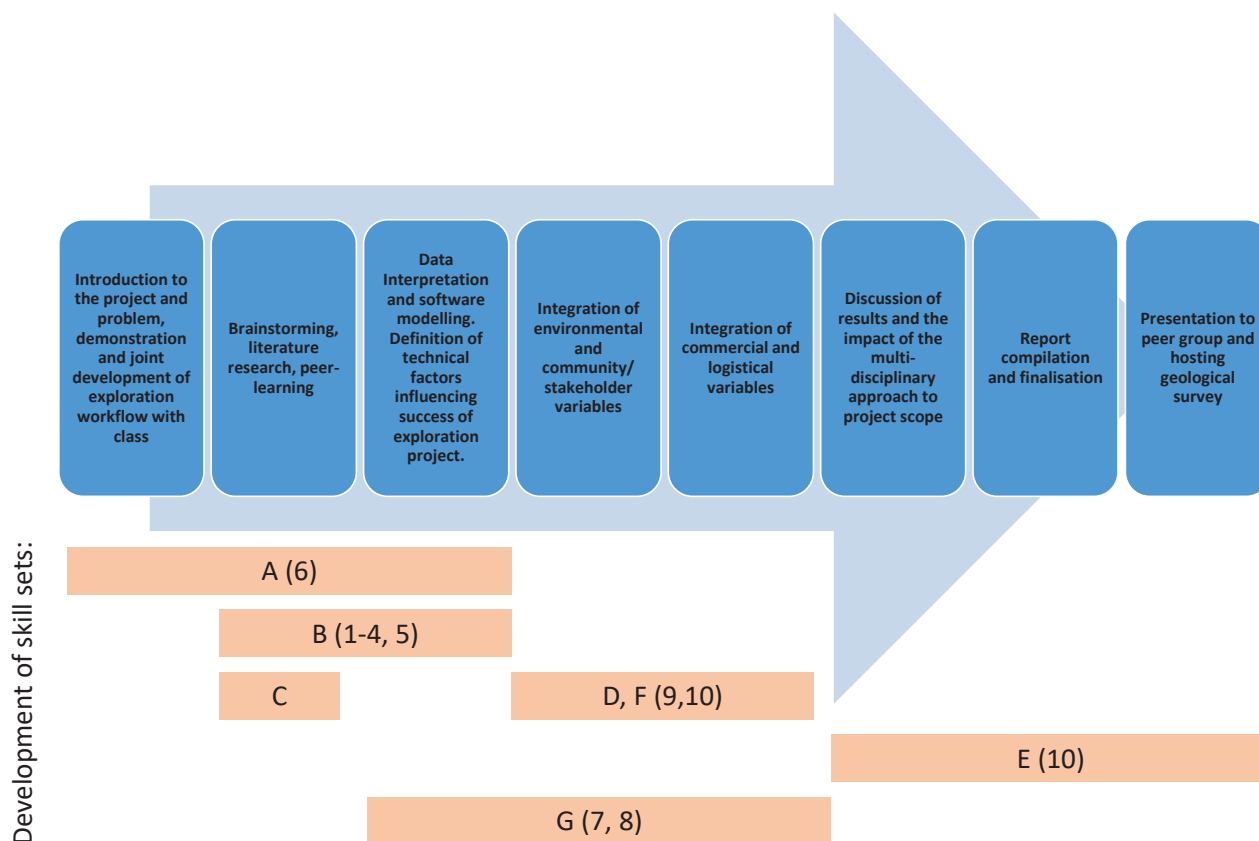 Introduction to
the project and
problem,
demonstration
and joint
development of
exploration
workflow with
class
Brainstorming,
literature
research, peer-
learning
Data
Interpretation
and software
modelling.
Definition of
technical
factors
influencing
success of
exploration
project.
Integration of
environmental
and
community/
stakeholder
variables
Integration of
commercial and
logistical
variables
Discussion of
results and the
impact of the
multi-
disciplinary
approach to
project scope
Report
compilation
and finalisation
Presentation to
peer group and
hosting
geological
survey
Development of skill sets:
A (6)
B (1-4, 5)
C
D, F (9,10)
E (10)
G (7, 8)